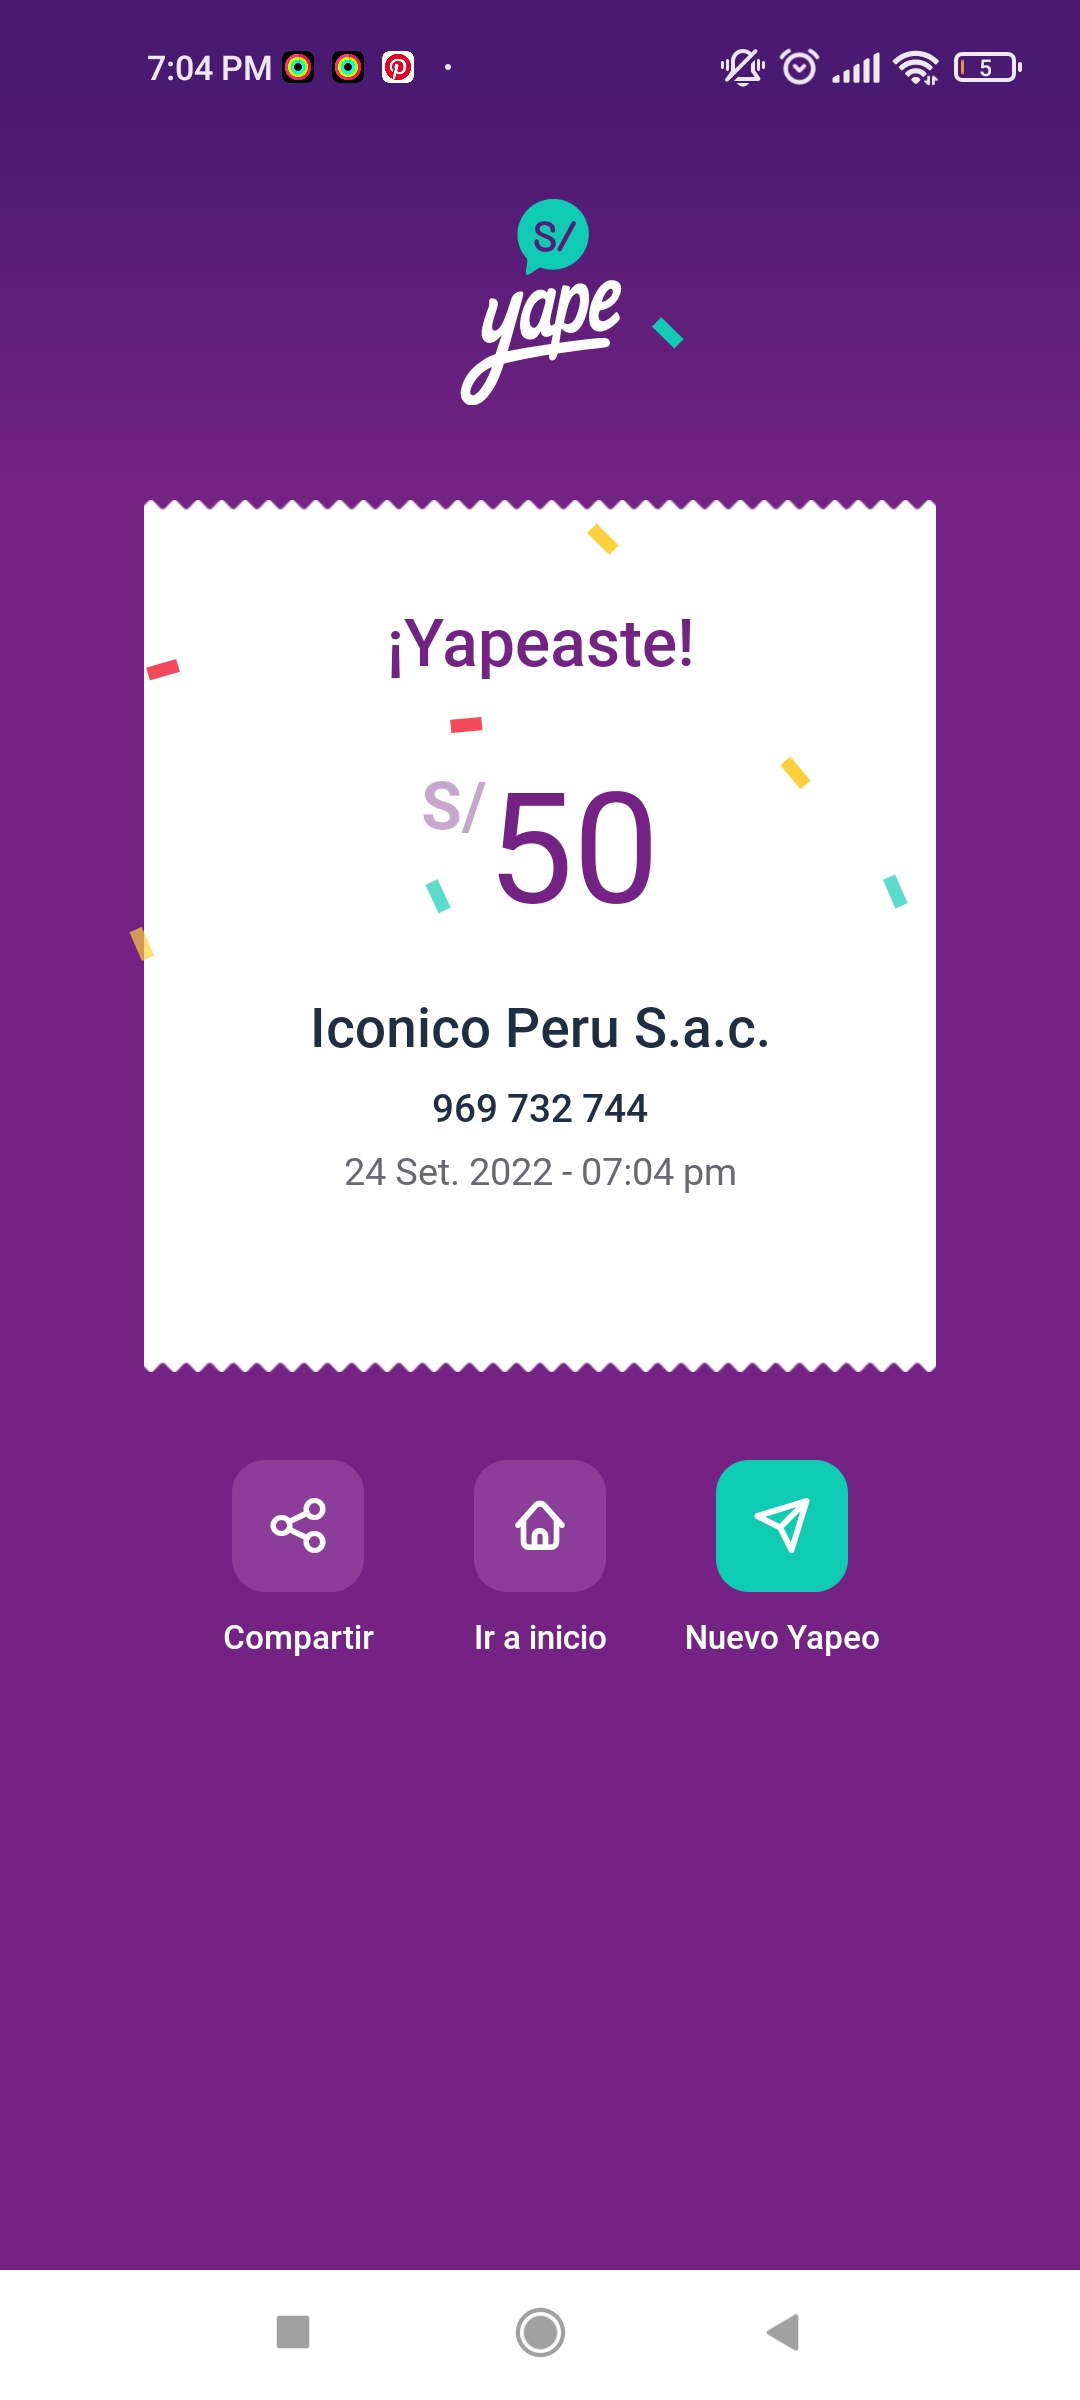 7:04 PM
5
S/
yape
¡Yapeaste!
S/ 50
Iconico Peru S.a.c.
969 732 744
24 Set. 2022 - 07:04 pm
Compartir
Ir a inicio
Nuevo Yapeo